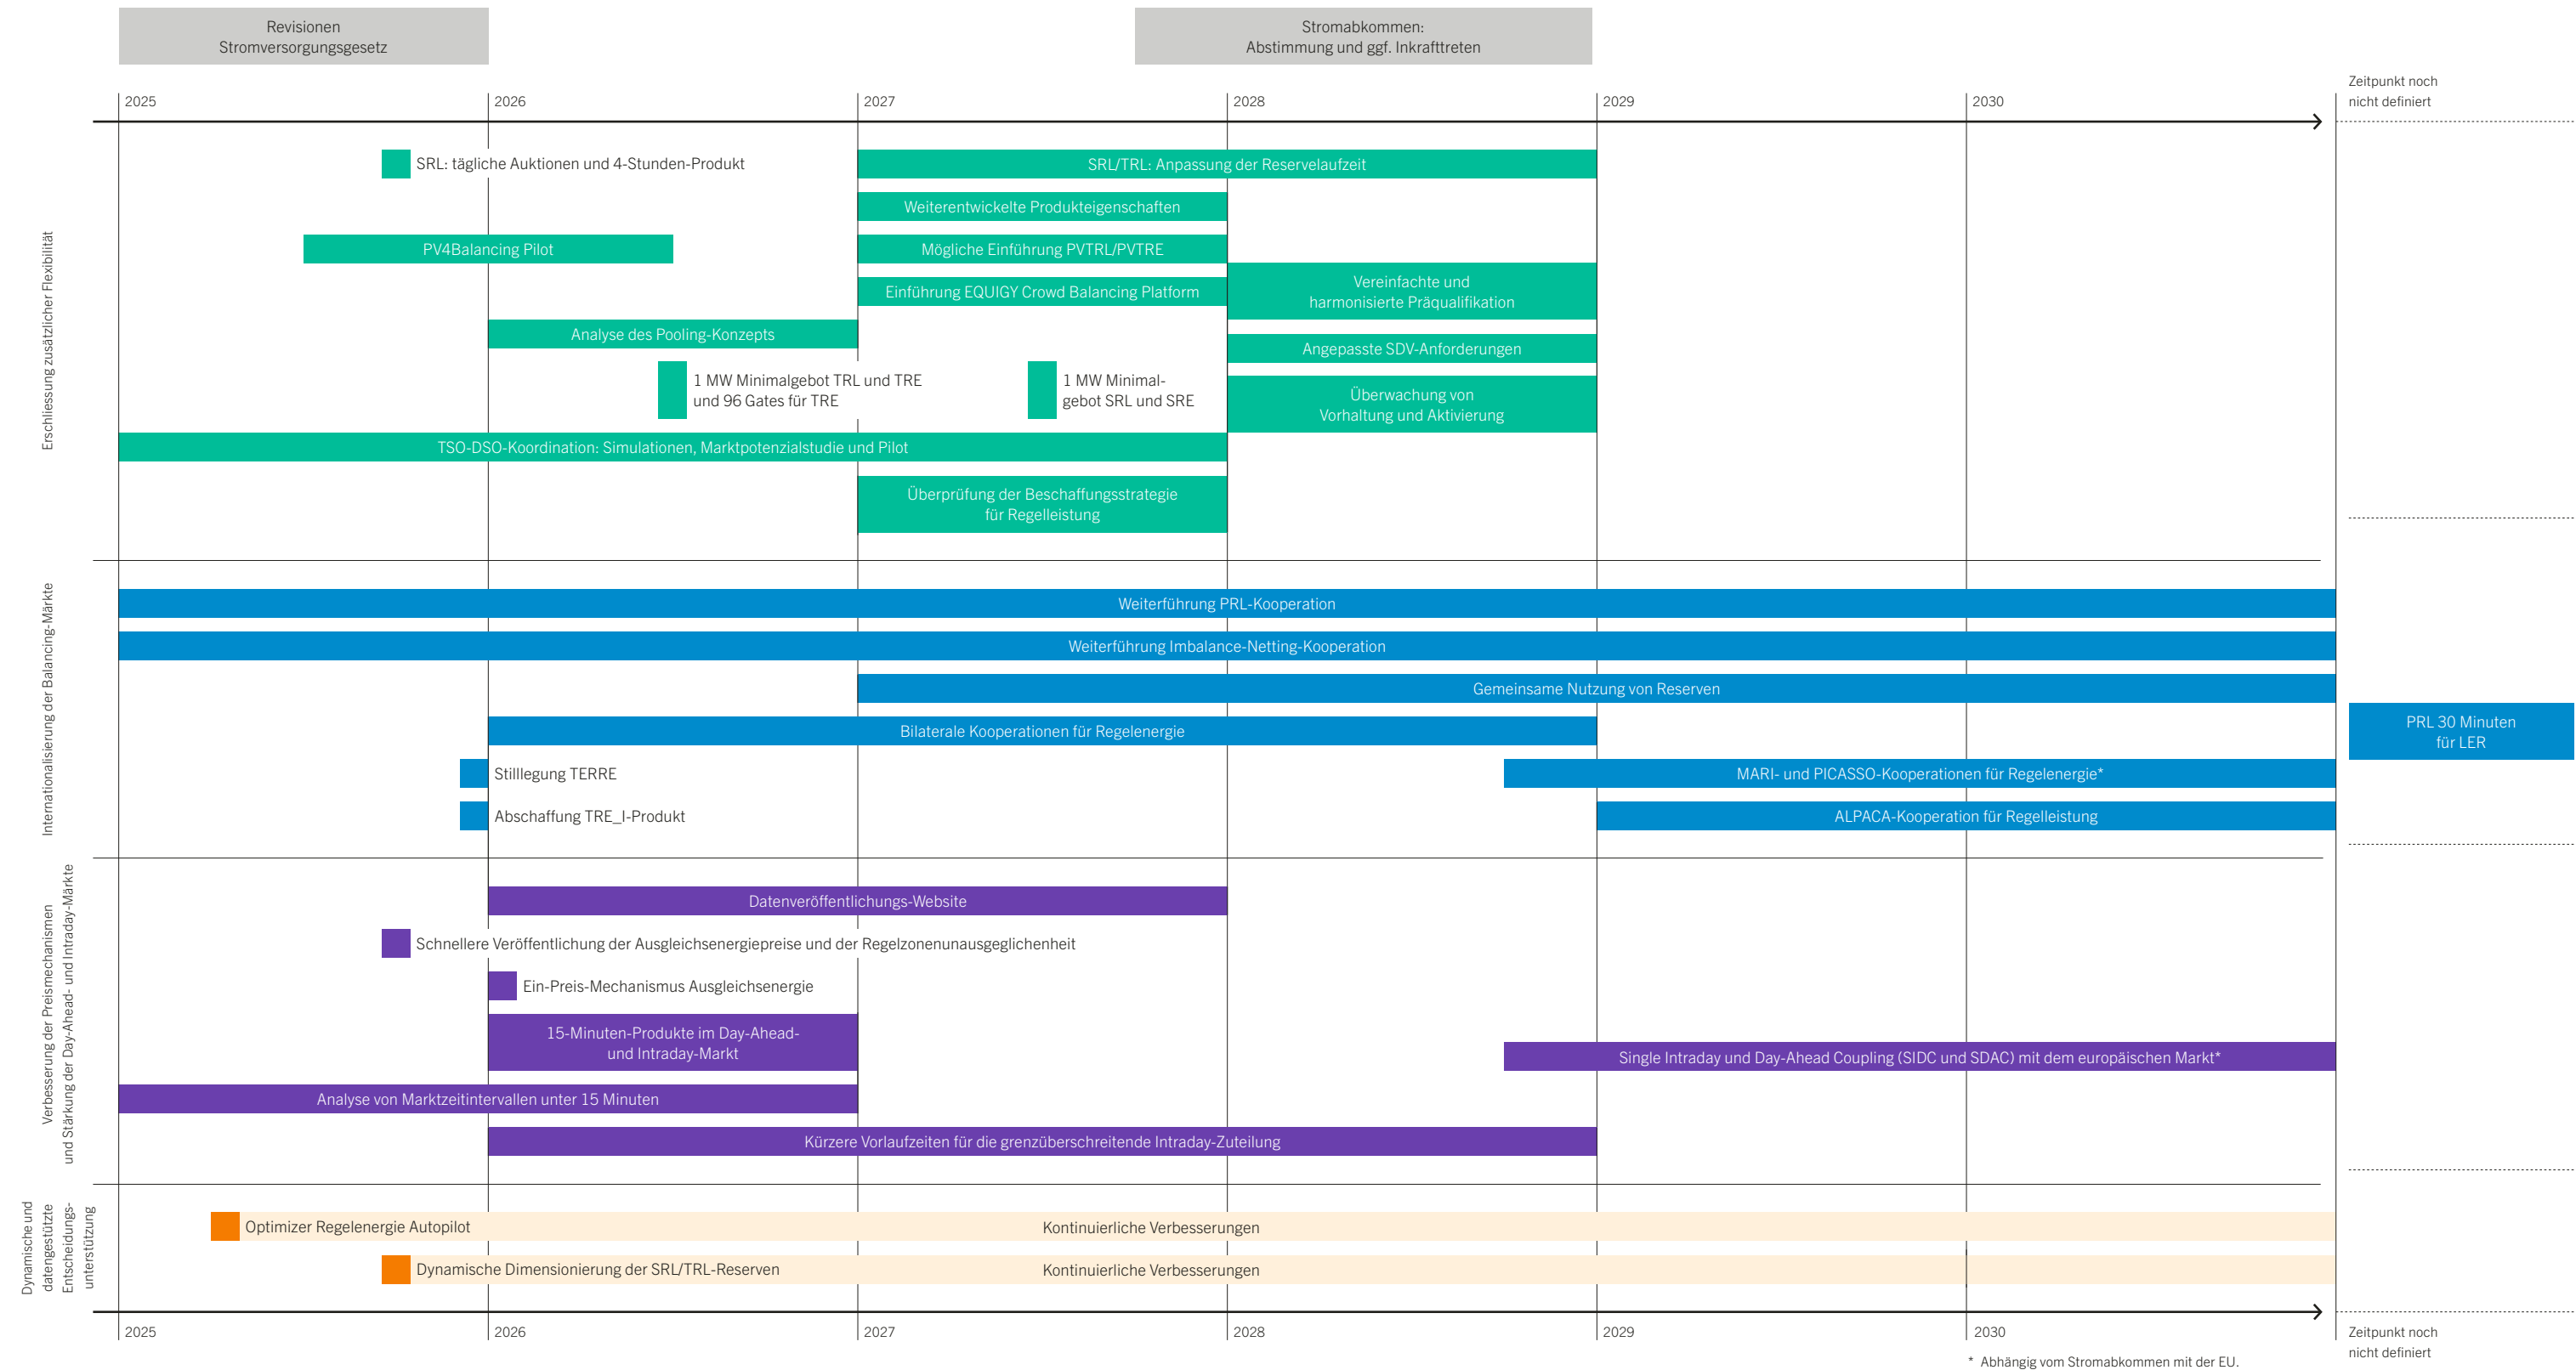 Revisionen
Stromversorgungsgesetz
Stromabkommen:
Abstimmung und ggf. Inkrafttreten
2025
2026
2027
2028
2029
2030
Zeitpunkt noch
nicht definiert
Erschliessung zusätzlicher Flexibilität
SRL: tägliche Auktionen und 4-Stunden-Produkt
SRL/TRL: Anpassung der Reservelaufzeit
Weiterentwickelte Produkteigenschaften
PV4Balancing Pilot
Mögliche Einführung PVTRL/PVTRE
Einführung EQUIGY Crowd Balancing Platform
Vereinfachte und
harmonisierte Präqualifikation
Analyse des Pooling-Konzepts
Angepasste SDV-Anforderungen
1 MW Minimalgebot TRL und TRE
und 96 Gates für TRE
1 MW Minimal-
gebot SRL und SRE
Überwachung von
Vorhaltung und Aktivierung
TSO-DSO-Koordination: Simulationen, Marktpotenzialstudie und Pilot
Überprüfung der Beschaffungsstrategie
für Regelleistung
Internationalisierung der Balancing-Märkte
Weiterführung PRL-Kooperation
Weiterführung Imbalance-Netting-Kooperation
Gemeinsame Nutzung von Reserven
Bilaterale Kooperationen für Regelenergie
PRL 30 Minuten
für LER
Stilllegung TERRE
MARI- und PICASSO-Kooperationen für Regelenergie*
Abschaffung TRE_I-Produkt
ALPACA-Kooperation für Regelleistung
Verbesserung der Preismechanismen
und Stärkung der Day-Ahead- und Intraday-Märkte
Datenveröffentlichungs-Website
Schnellere Veröffentlichung der Ausgleichsenergiepreise und der Regelzonenunausgeglichenheit
Ein-Preis-Mechanismus Ausgleichsenergie
15-Minuten-Produkte im Day-Ahead-
und Intraday-Markt
Single Intraday und Day-Ahead Coupling (SIDC und SDAC) mit dem europäischen Markt*
Analyse von Marktzeitintervallen unter 15 Minuten
Kürzere Vorlaufzeiten für die grenzüberschreitende Intraday-Zuteilung
Dynamische und
datengestützte
Entscheidungs-
unterstützung
Optimizer Regelenergie Autopilot
Kontinuierliche Verbesserungen
Dynamische Dimensionierung der SRL/TRL-Reserven
Kontinuierliche Verbesserungen
2025
2026
2027
2028
2029
2030
Zeitpunkt noch
nicht definiert
* Abhängig vom Stromabkommen mit der EU.